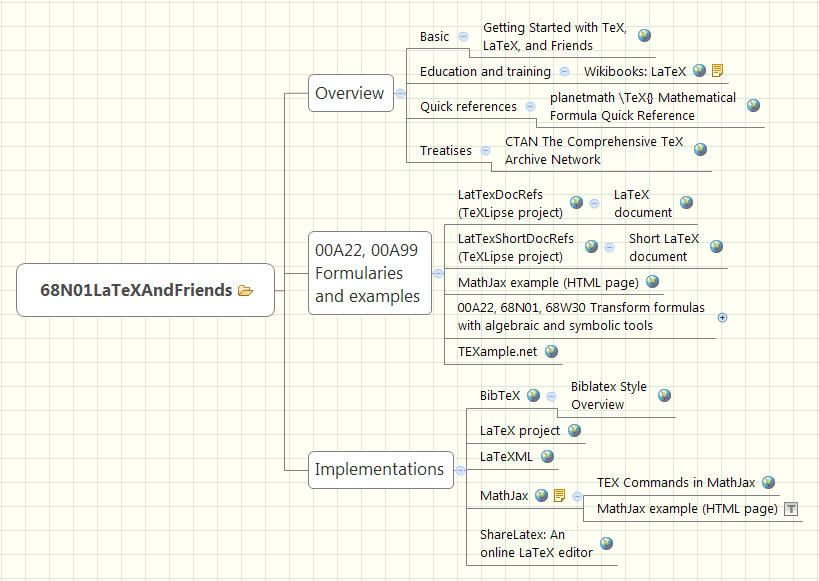 68N01LaTeXAndFriends
Overview
Basic
Getting Started with TeX,
LaTeX, and Friends
Education and training
Wikibooks: LaTeX
Quick references
planetmath \TeX{} Mathematical
Formula Quick Reference
Treatises
CTAN The Comprehensive TeX
Archive Network
00A22, 00A99
Formularies
and examples
LatTexDocRefs
(TeXLipse project)
LaTeX
document
LatTexShortDocRefs
(TeXLipse project)
Short LaTeX
document
MathJax example (HTML page)
00A22, 68N01, 68W30 Transform formulas
with algebraic and symbolic tools
TEXample.net
Implementations
BibTeX
Biblatex Style
Overview
LaTeX project
LaTeXML
MathJax
TEX Commands in MathJax
MathJax example (HTML page)
T
ShareLatex: An
online LaTeX editor